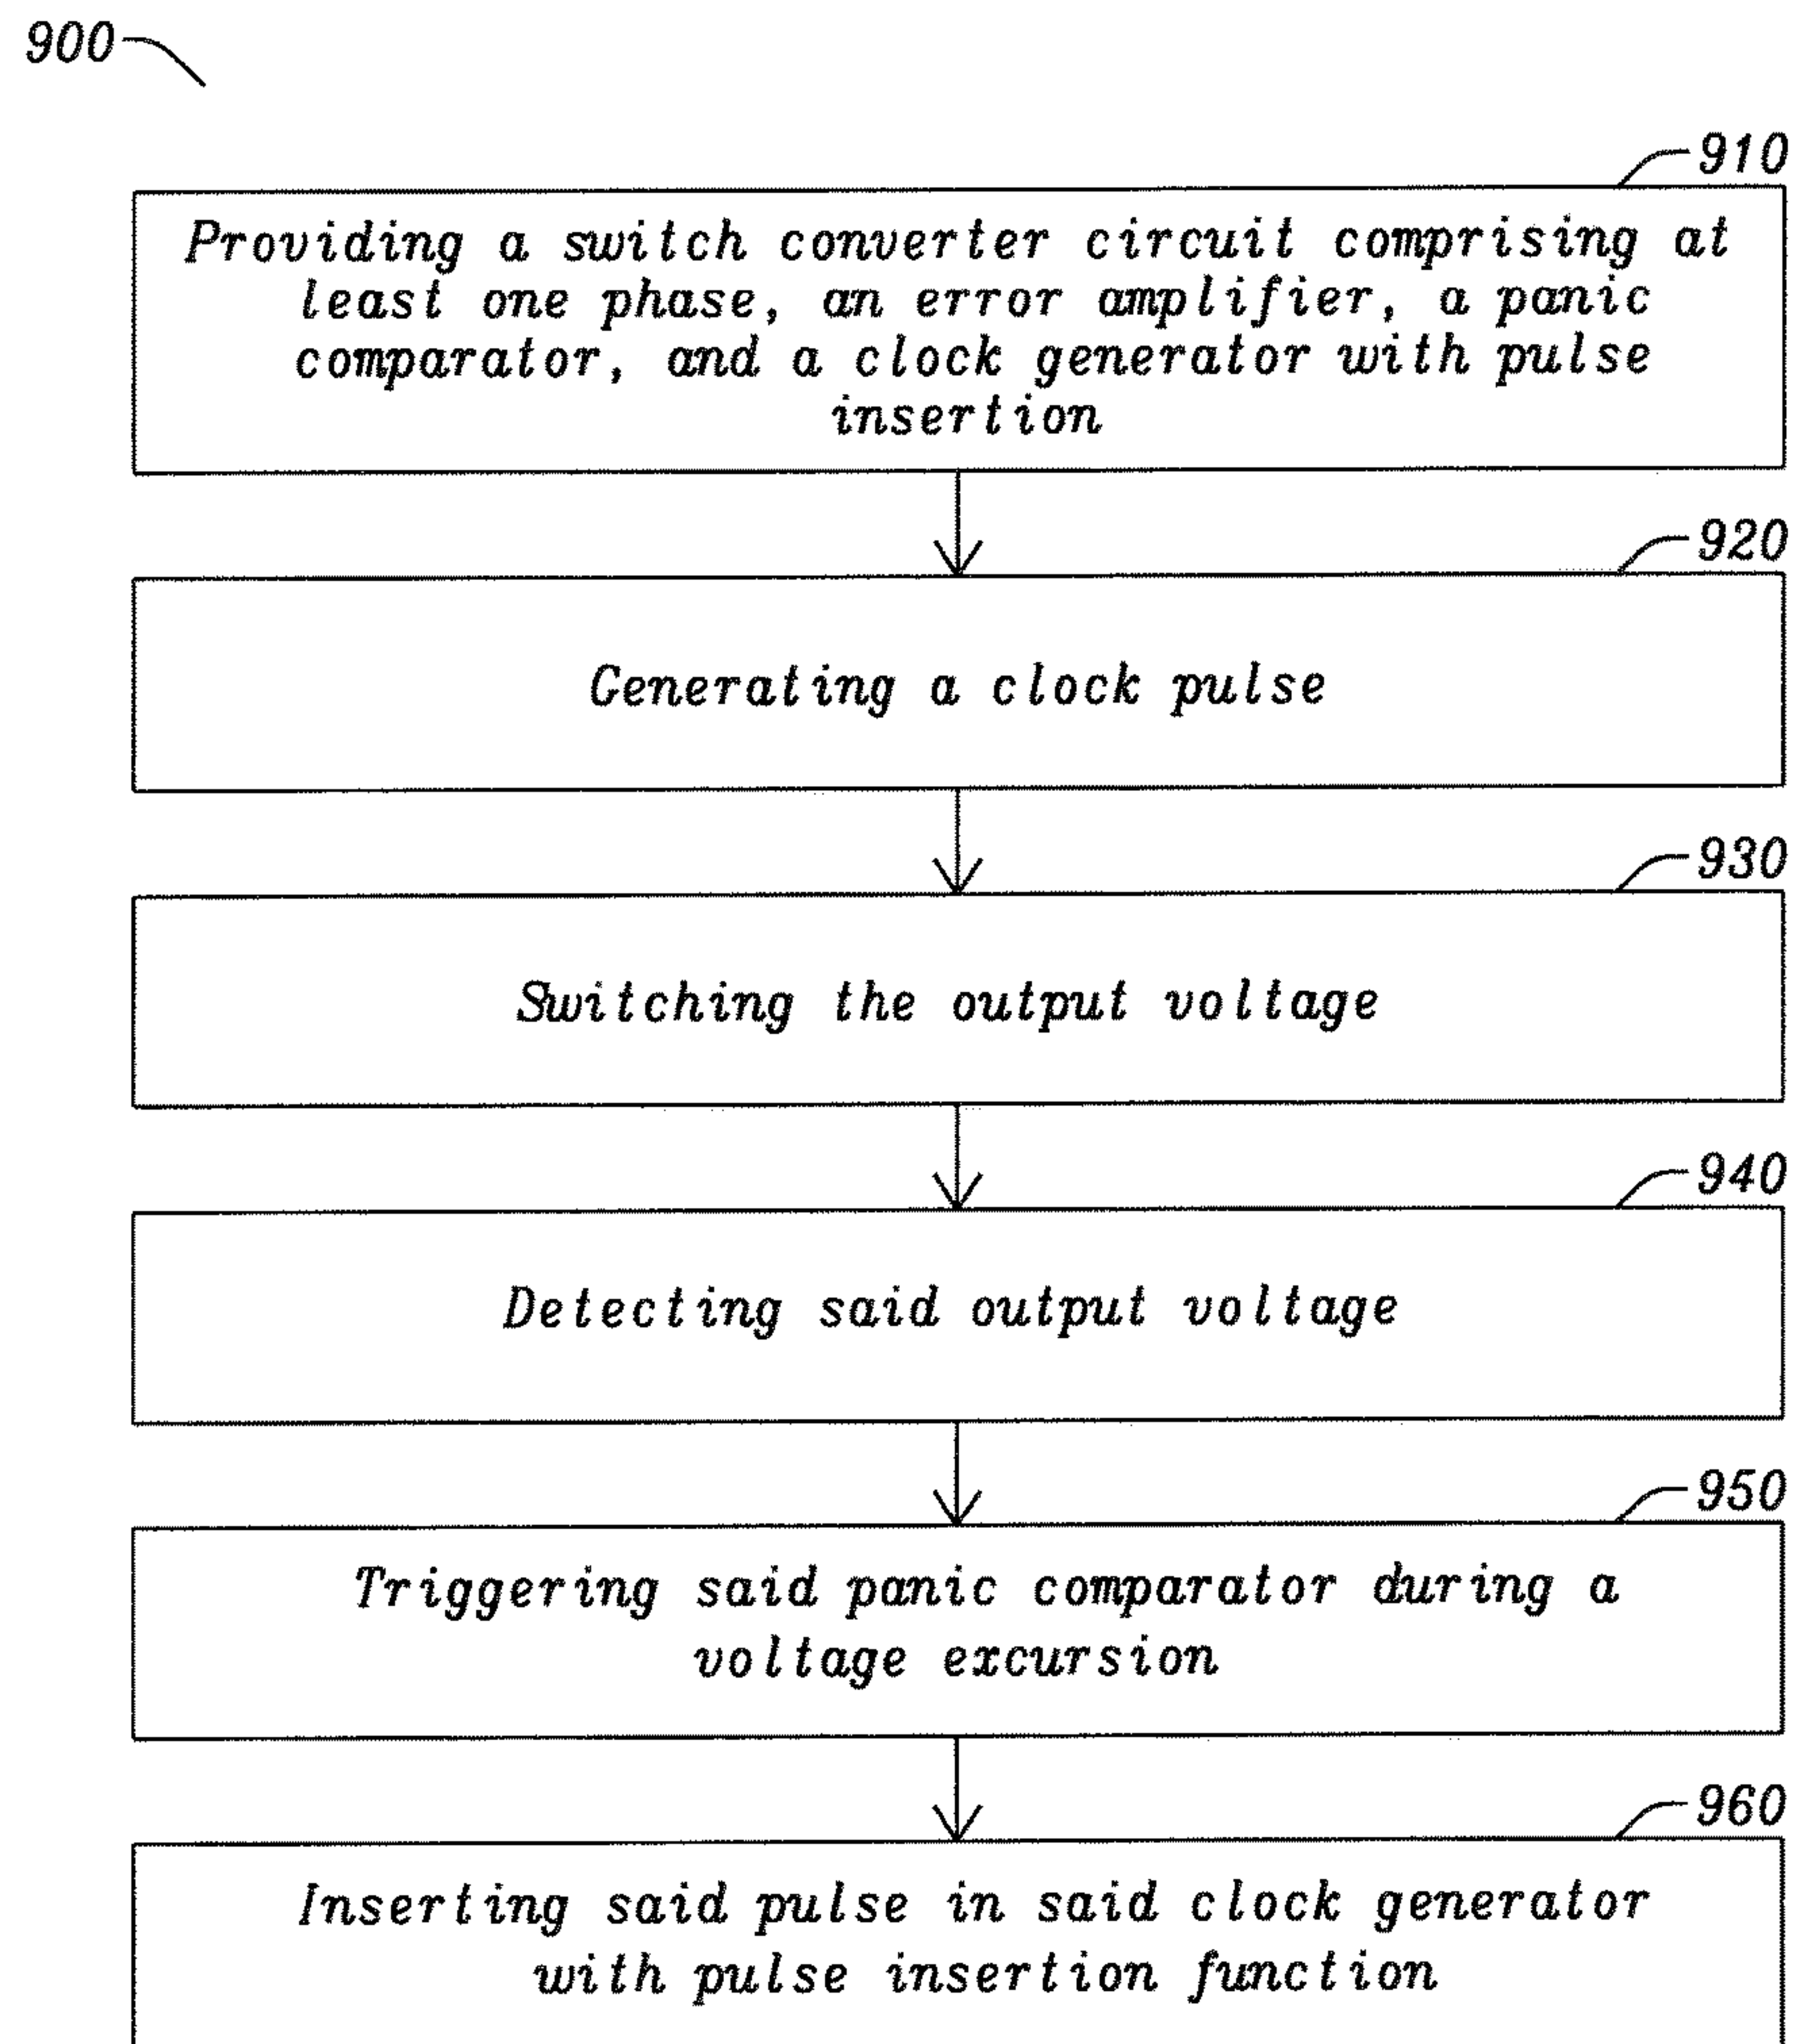 900
910
Providing a switch converter circuit comprising at
least one phase, an error amplifier, a panic
comparator, and a clock generator with pulse
insertion
920
Generating a clock pulse
930
Switching the output voltage
940
Detecting said output voltage
950
Triggering said panic comparator during a
voltage excursion
960
Inserting said pulse in said clock generator
with pulse insertion function